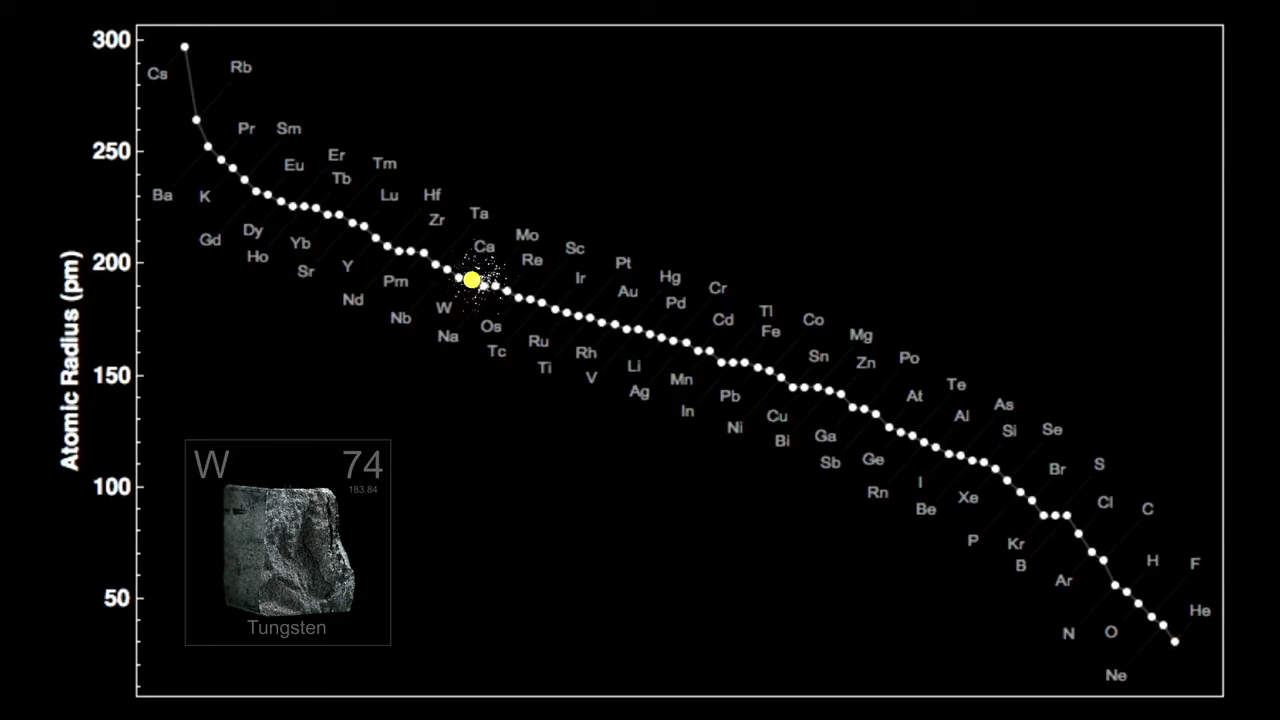 300
Cs
Rb
Pr
Sm
250
Er
Eu
Tm
Tb
Ba
K
Lu
Hf
Ta
Zr
Gd
Dy
Mo
Yb
Ca
Sc
Ho
Re
200
Pt
Y
Sr
Hg
Ir
Pm
Cr
Au
Nd
Pd
W
Tl
Nb
Cd
Co
Os
Fe
Mg
Na
Ru
Tc
Rh
Sn
Po
Zn
Ti
Li
150
V
Mn
Te
Ag
Pb
At
As
In
Cu
Al
Ni
Se
Si
Ga
Bi
Atomic Radius (pm)
Ge
Sb
S
W 74
Br
I
100
183.84
Rn
Xe
Cl
Be
C
P
Kr
H
F
B
Ar
50
He
Tungsten
O
N
Ne